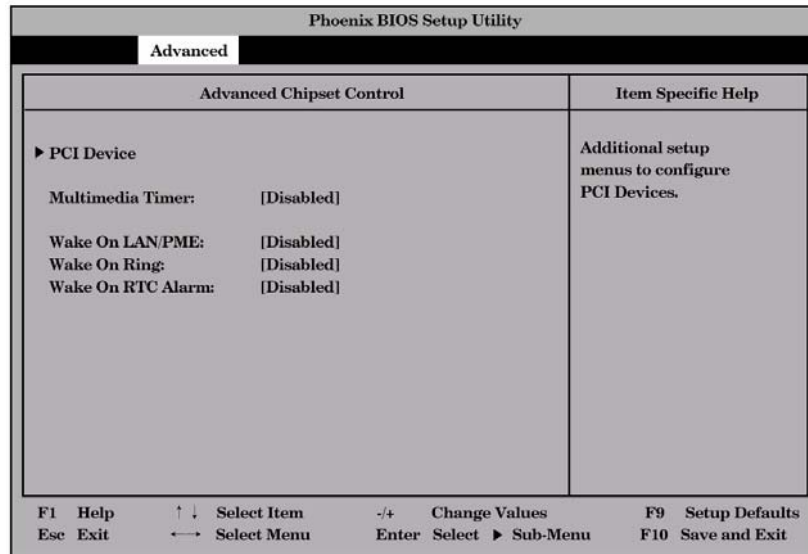 Phoenix BIOS Setup Utility
Advanced
Advanced Chipset Control
Item Specific Help
▶ PCI Device
Multimedia Timer: [Disabled]
Wake On LAN/PME: [Disabled]
Wake On Ring: [Disabled]
Wake On RTC Alarm: [Disabled]
Additional setup
menus to configure
PCI Devices.
F1 Help ↑ ↓ Select Item -/+ Change Values F9 Setup Defaults
Esc Exit ←→ Select Menu Enter Select ▶ Sub-Menu F10 Save and Exit